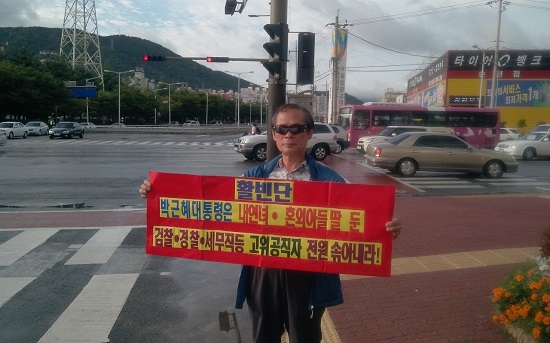 활빈단
박근혜대통령은 내연녀·혼외아들딸 둔
검찰·경찰·세무직등 고위공직자 전원 솎아내라!
타이어뱅크